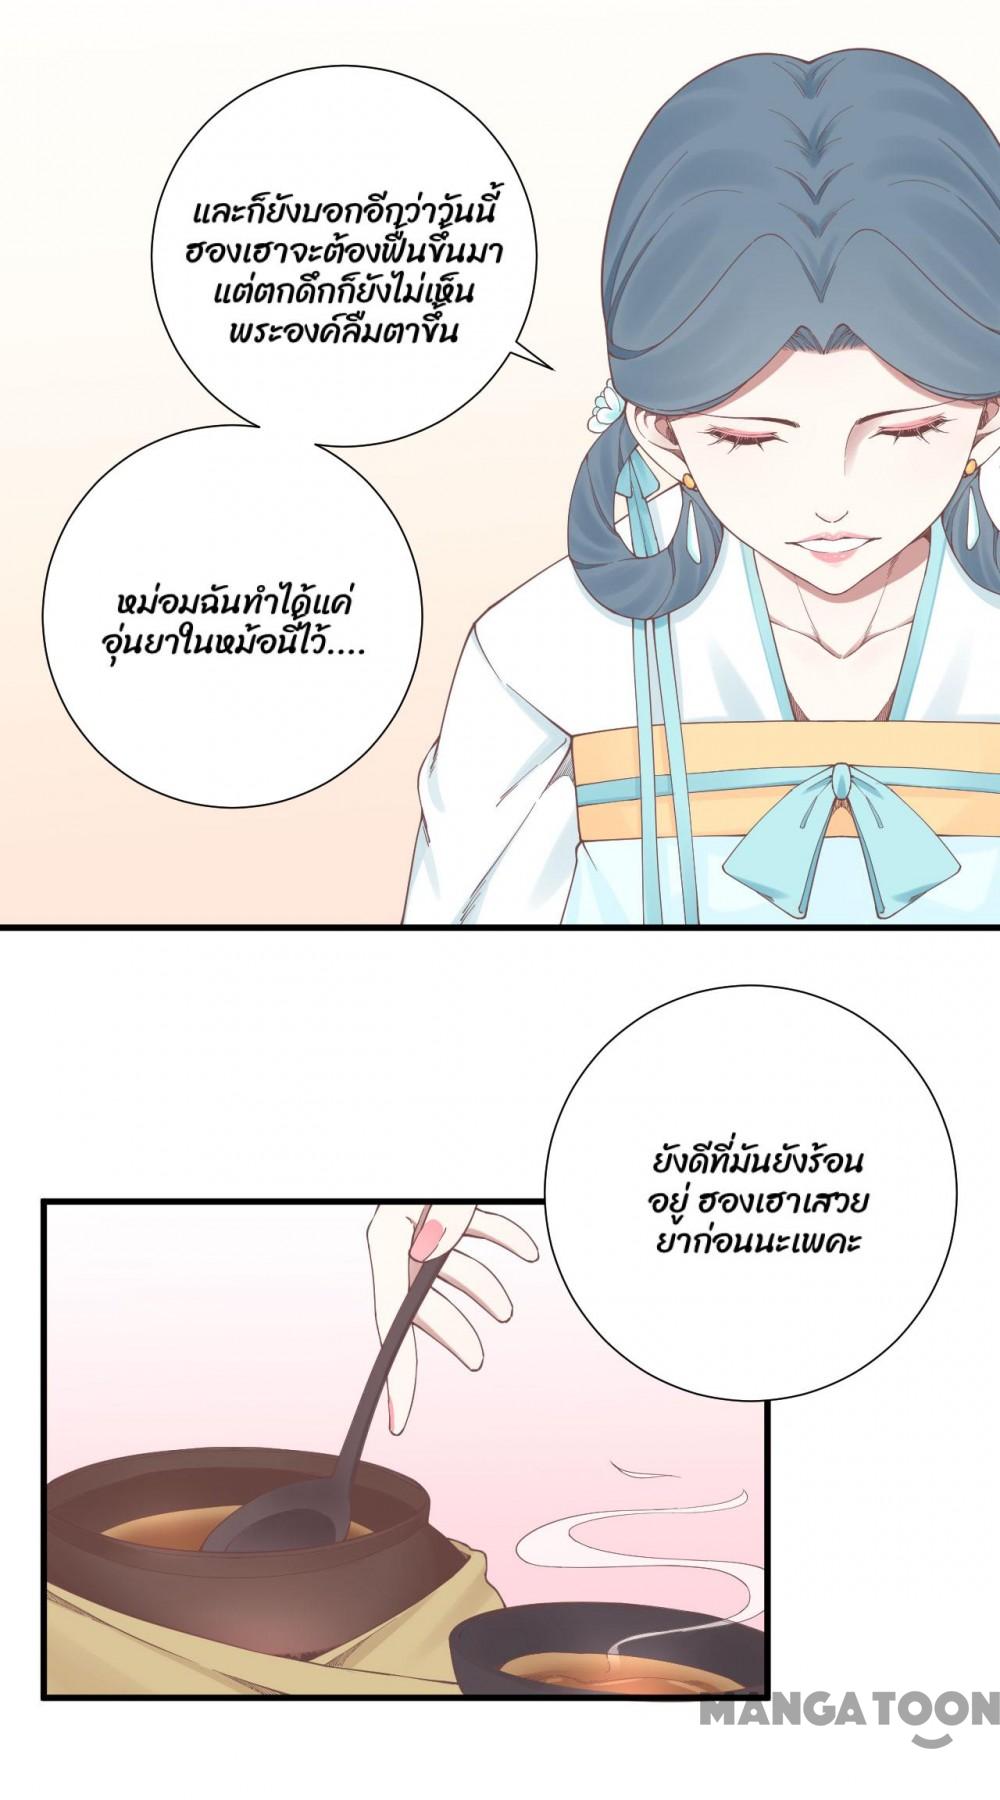 และก็ยังบอกอีกว่าวันนี้
ฮองเฮาจะต้องฟื้นขึ้นมา
แต่ตกดึกก็ยังไม่เห็น
พระองค์ลืมตาขึ้น
หม่อมฉันทำได้แค่
อุ่นยาในหม้อนี้ไว้....
ยังดีที่มันยังร้อน
อยู่ ฮองเฮาเสวย
ยาก่อนนะเพคะ
MANGATOON